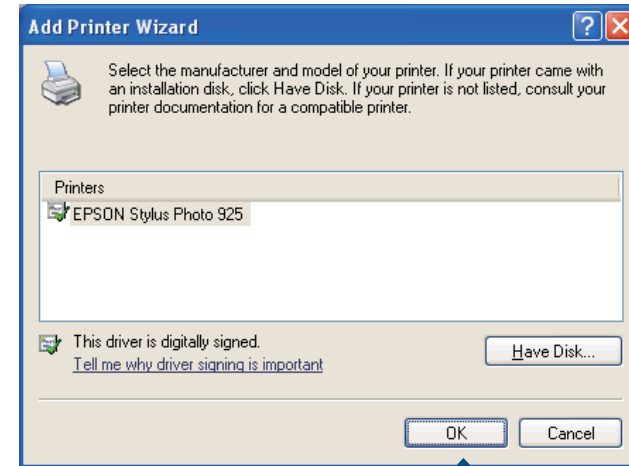 Add Printer Wizard
Select the manufacturer and model of your printer. If your printer came with
an installation disk, click Have Disk. If your printer is not listed, consult your
printer documentation for a compatible printer.
Printers
EPSON Stylus Photo 925
This driver is digitally signed.
Tell me why driver signing is important
Have Disk...
OK
Cancel